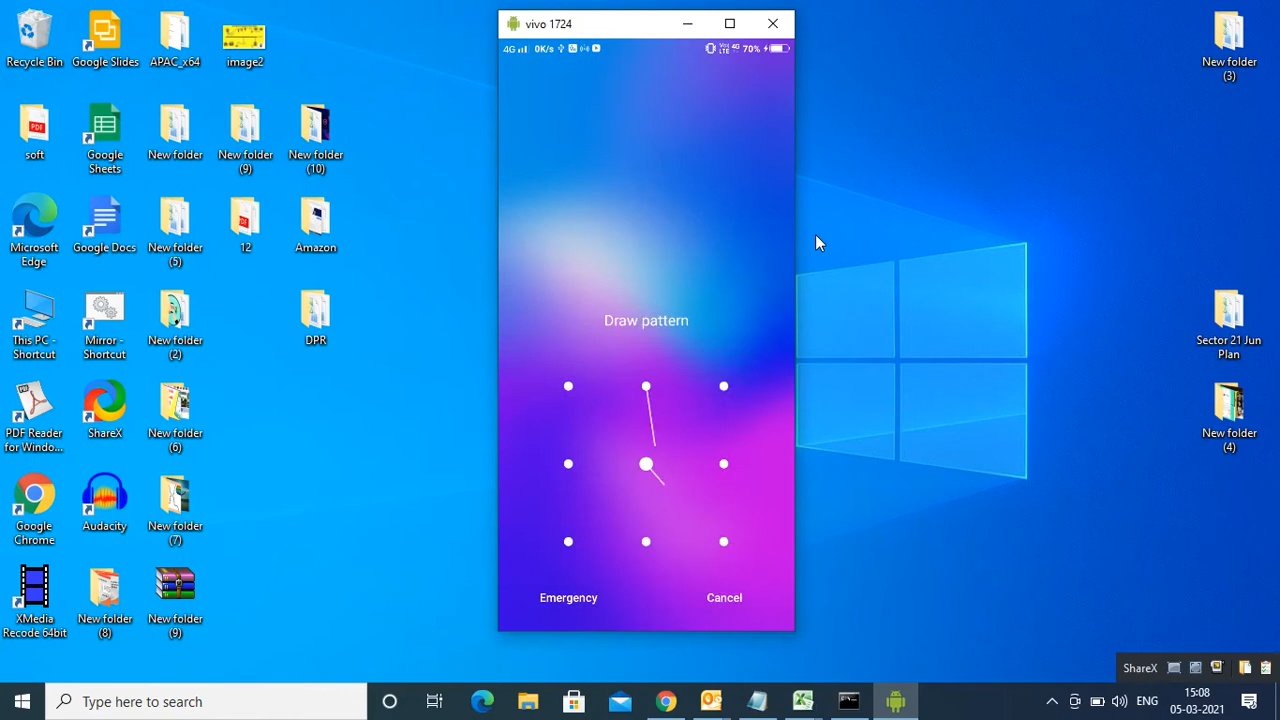 Recycle Bin
Google Slides
APAC_x64
image2
New folder
(3)
soft
Google
Sheets
New folder
New folder
(9)
New folder
(10)
Microsoft
Edge
Google Docs
New folder
(5)
12
Amazon
This PC -
Shortcut
Mirror -
Shortcut
New folder
(2)
DPR
Sector 21 Jun
Plan
PDF Reader
for Windo...
ShareX
New folder
(6)
New folder
(4)
Google
Chrome
Audacity
New folder
(7)
XMedia
Recode 64bit
New folder
(8)
New folder
(9)
vivo 1724
4G 0K/s
VoLTE 4G 70%
Draw pattern
Emergency
Cancel
ShareX
Type here to search
ENG
15:08
05-03-2021